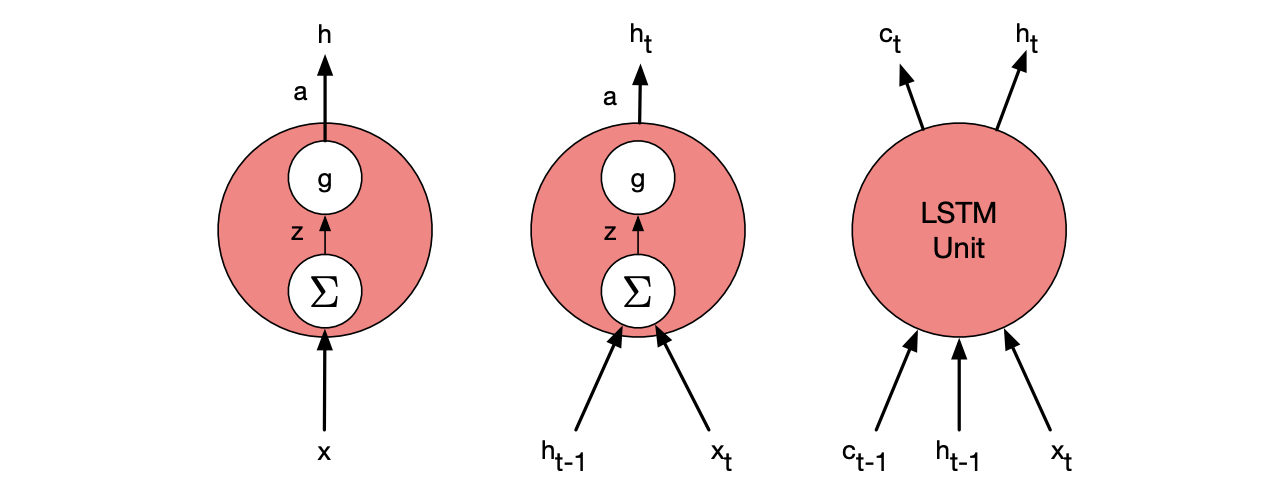 h
a
g
z
Σ
x
h_t
a
g
z
Σ
h_t-1
x_t
c_t
h_t
LSTM
Unit
c_t-1
h_t-1
x_t